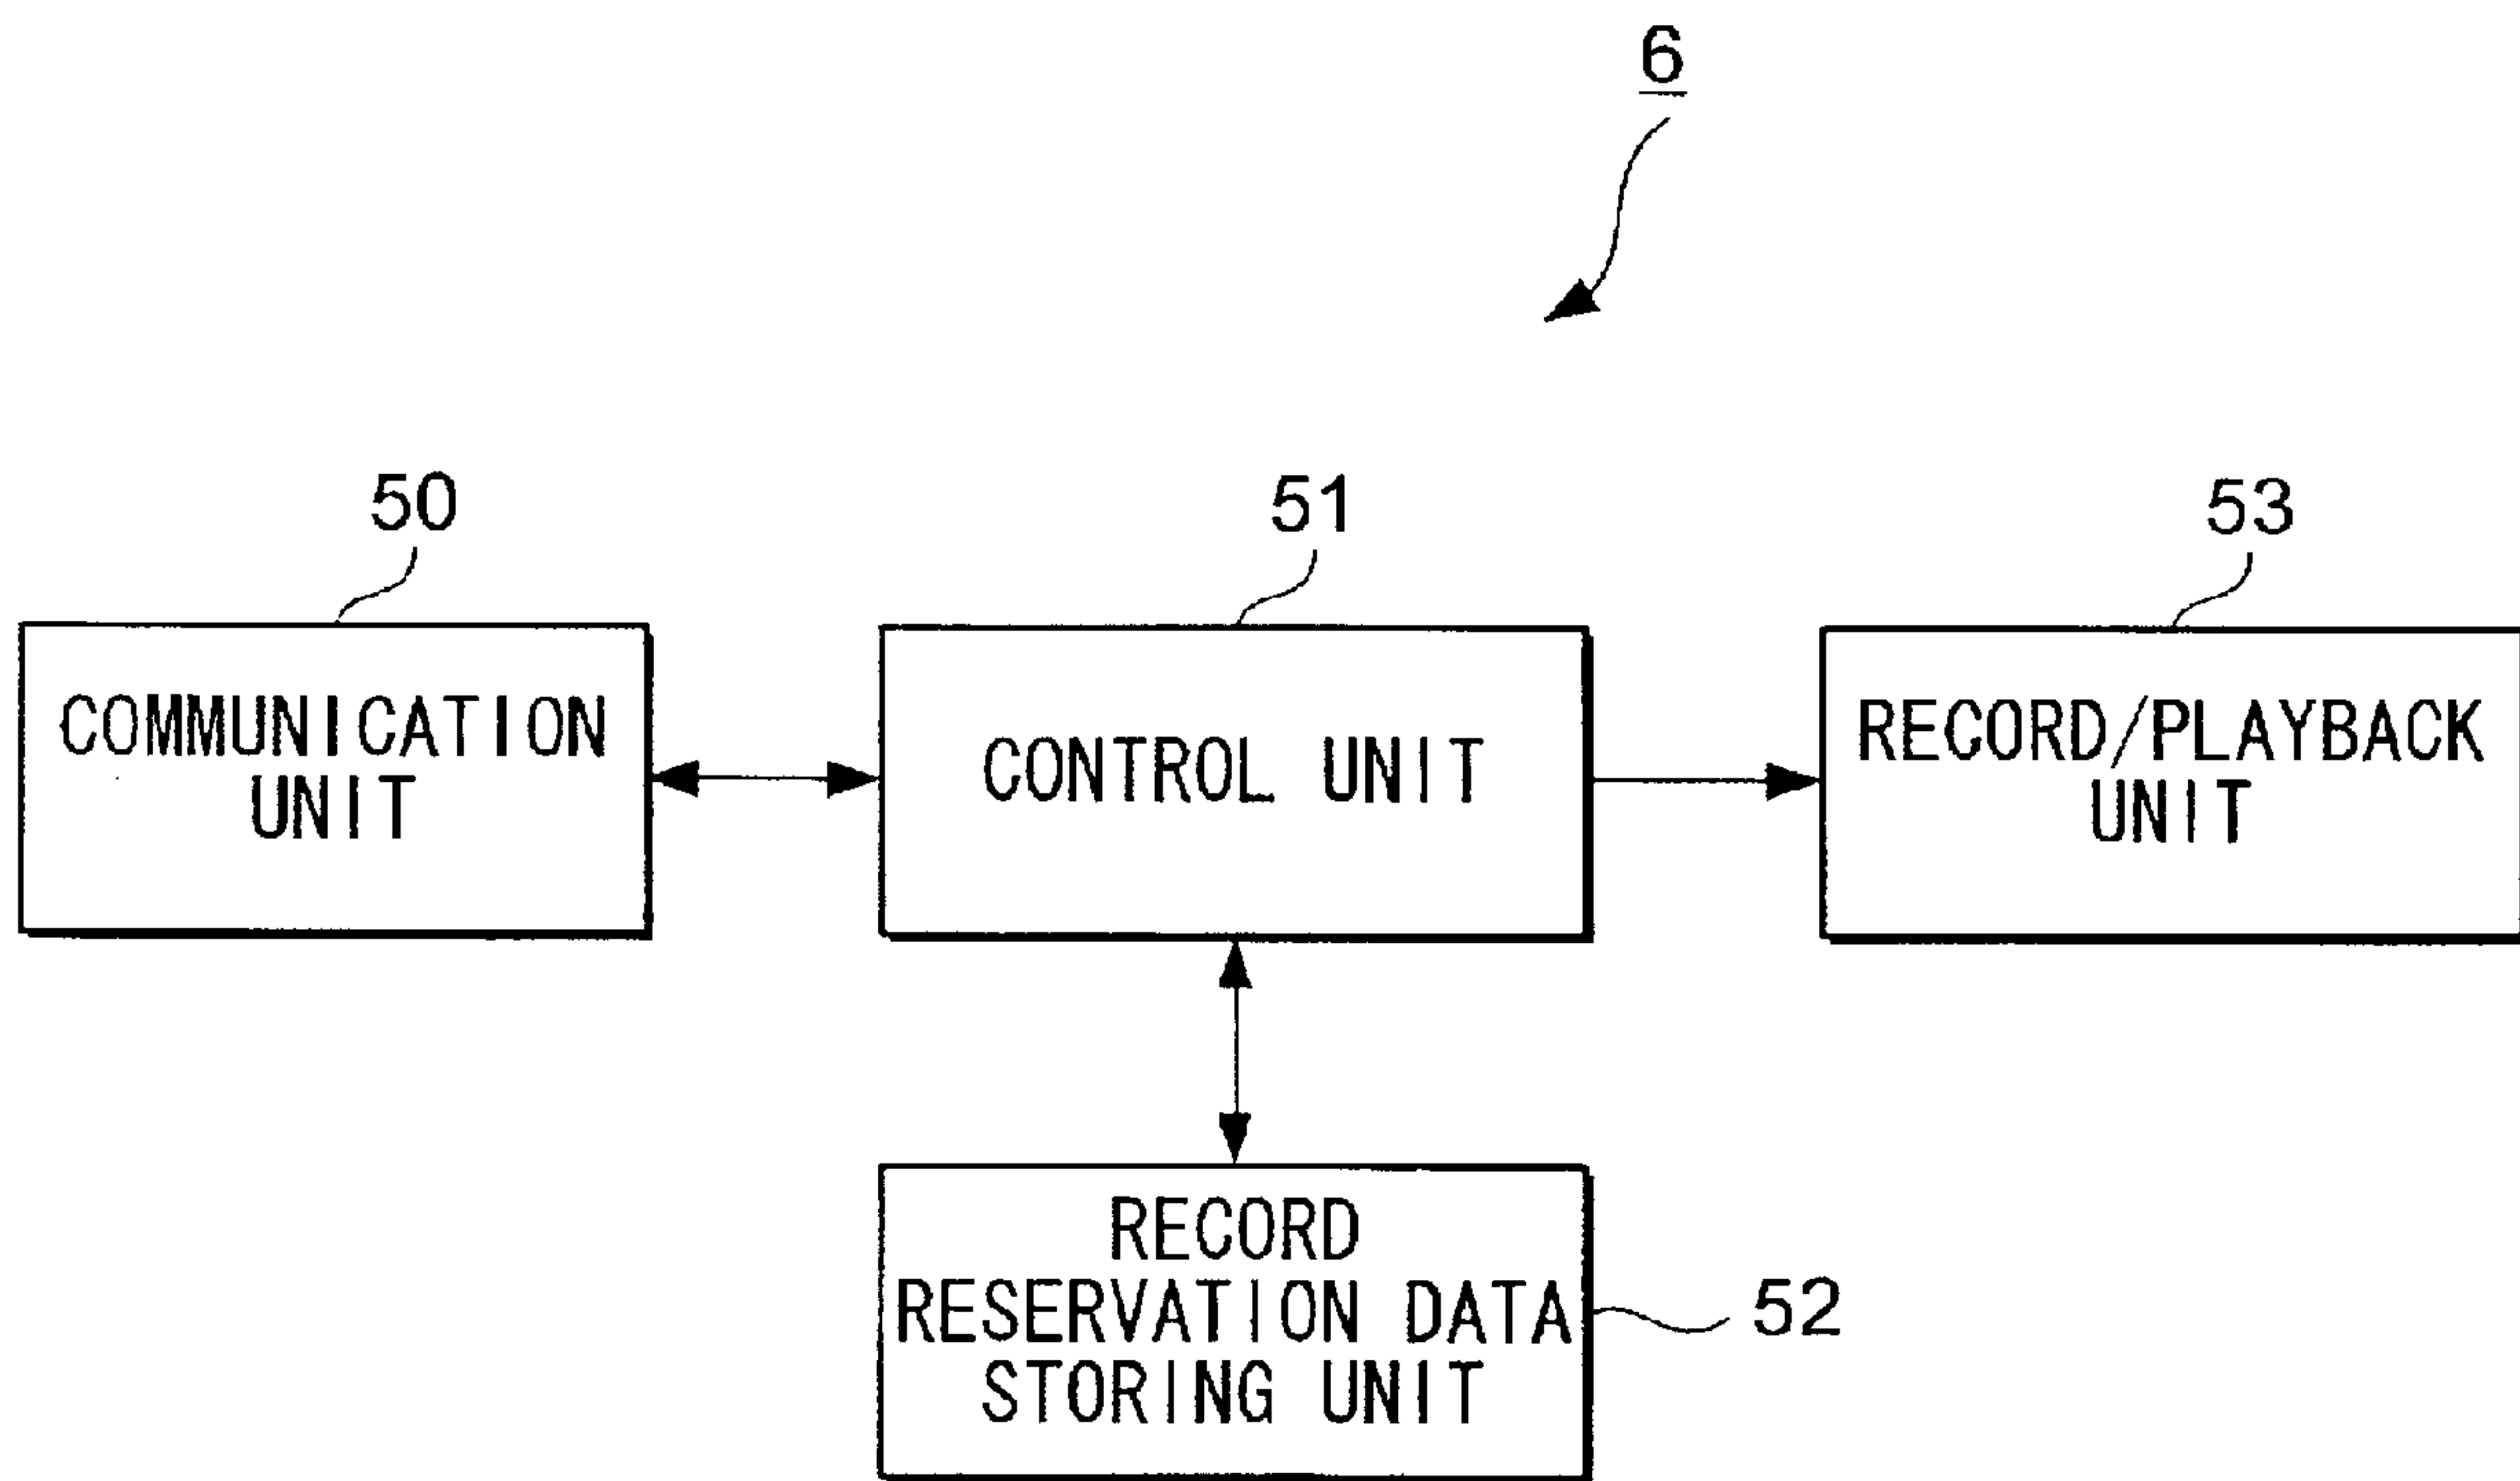 6
50
51
53
COMMUNICATION
UNIT
CONTROL UNIT
RECORD/PLAYBACK
UNIT
RECORD
RESERVATION DATA
STORING UNIT
52